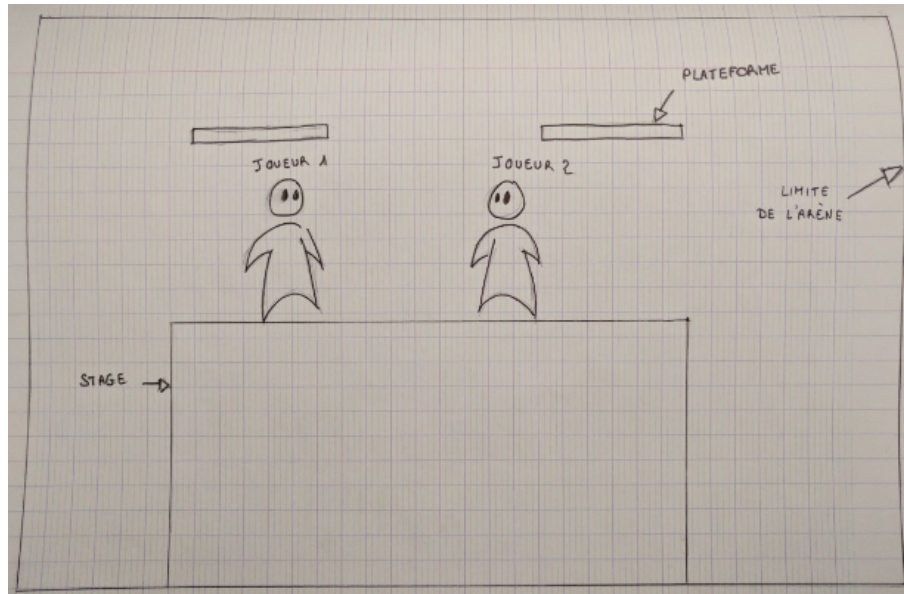 PLATEFORME
JOUEUR 1
JOUEUR 2
LIMITE
DE L'ARÈNE
STAGE